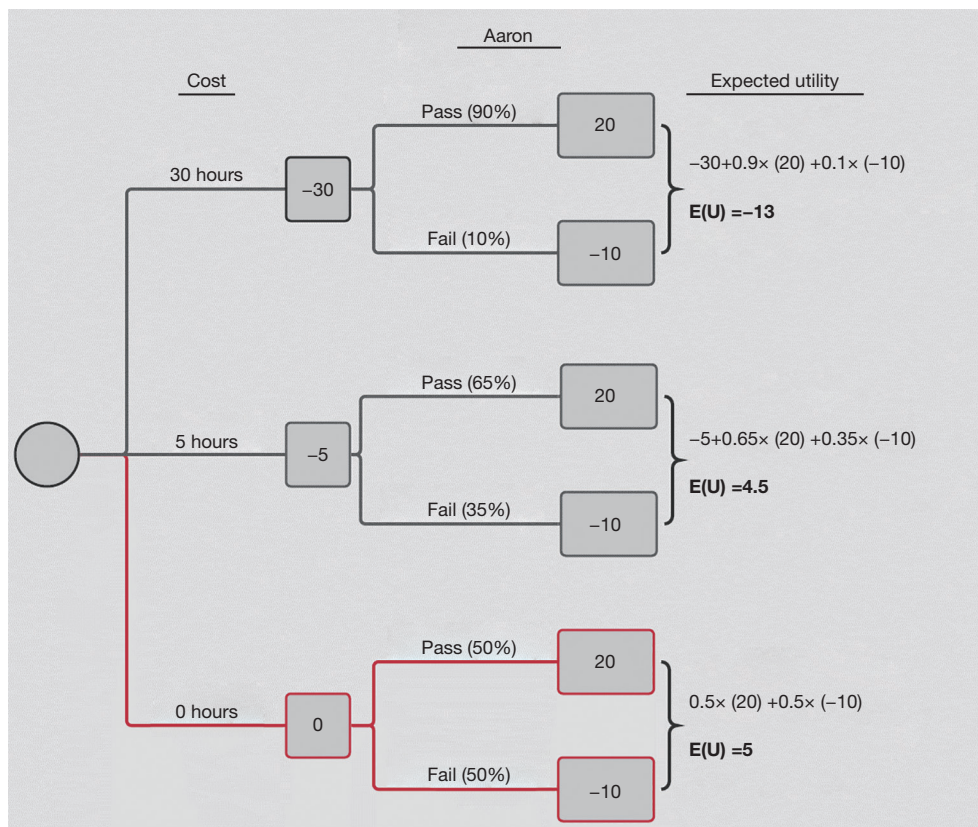 Aaron
Cost
Expected utility
Pass (90%)
20
30 hours
−30
−30+0.9× (20) +0.1× (−10)
E(U) =−13
Fail (10%)
−10
Pass (65%)
20
5 hours
−5
−5+0.65× (20) +0.35× (−10)
E(U) =4.5
Fail (35%)
−10
Pass (50%)
20
0 hours
0
0.5× (20) +0.5× (−10)
E(U) =5
Fail (50%)
−10